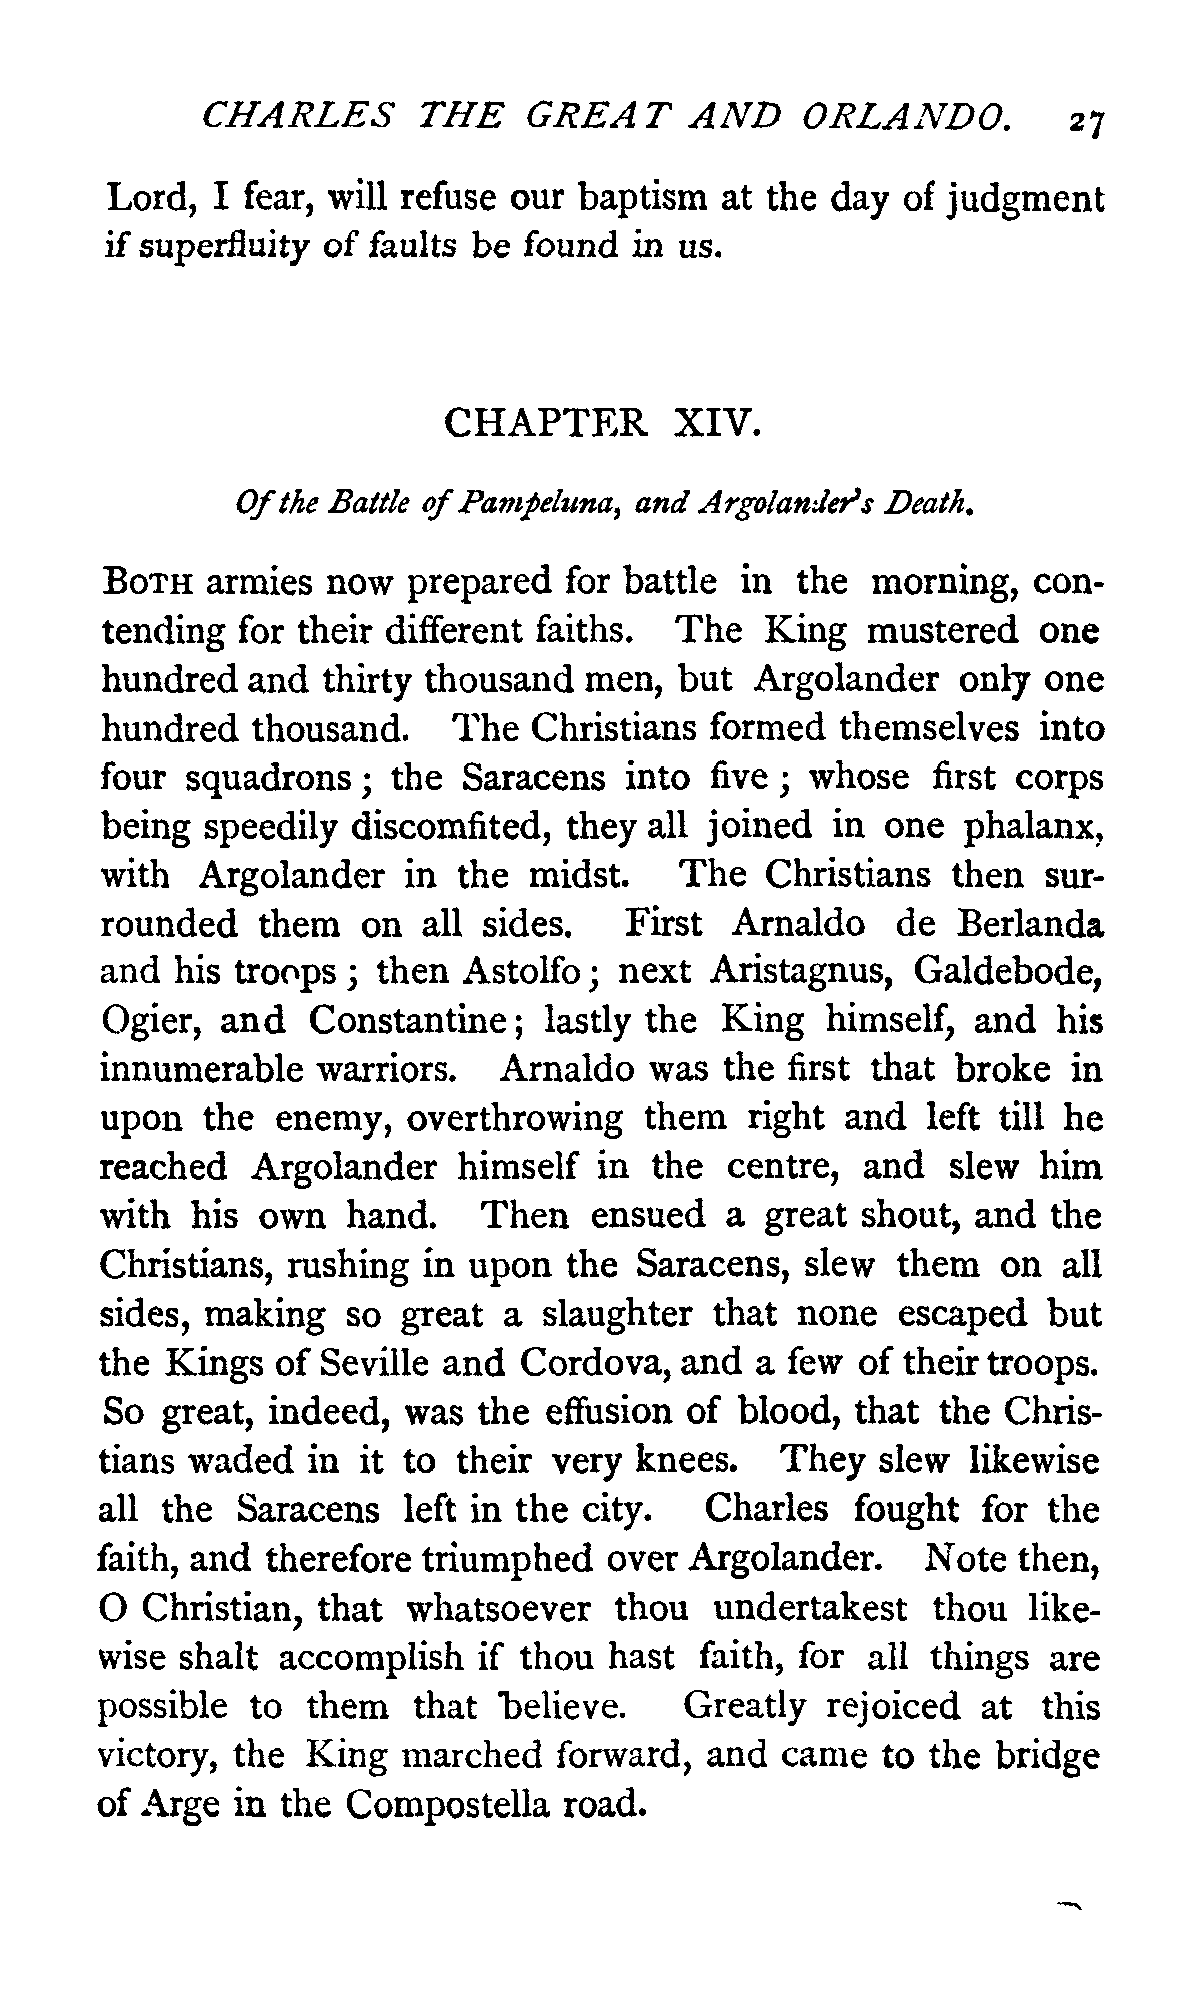 CHARLES THE GREAT AND ORLANDO. 27
Lord, I fear, will refuse our baptism at the day of judgment
if superfluity of faults be found in us.
CHAPTER XIV.
Of the Battle of Pampeluna, and Argolander's Death.
BOTH armies now prepared for battle in the morning, con-
tending for their different faiths. The King mustered one
hundred and thirty thousand men, but Argolander only one
hundred thousand. The Christians formed themselves into
four squadrons; the Saracens into five; whose first corps
being speedily discomfited, they all joined in one phalanx,
with Argolander in the midst. The Christians then sur-
rounded them on all sides. First Arnaldo de Berlanda
and his troops; then Astolfo; next Aristagnus, Galdebode,
Ogier, and Constantine; lastly the King himself, and his
innumerable warriors. Arnaldo was the first that broke in
upon the enemy, overthrowing them right and left till he
reached Argolander himself in the centre, and slew him
with his own hand. Then ensued a great shout, and the
Christians, rushing in upon the Saracens, slew them on all
sides, making so great a slaughter that none escaped but
the Kings of Seville and Cordova, and a few of their troops.
So great, indeed, was the effusion of blood, that the Chris-
tians waded in it to their very knees. They slew likewise
all the Saracens left in the city. Charles fought for the
faith, and therefore triumphed over Argolander. Note then,
O Christian, that whatsoever thou undertakest thou like-
wise shalt accomplish if thou hast faith, for all things are
possible to them that believe. Greatly rejoiced at this
victory, the King marched forward, and came to the bridge
of Arge in the Compostella road.